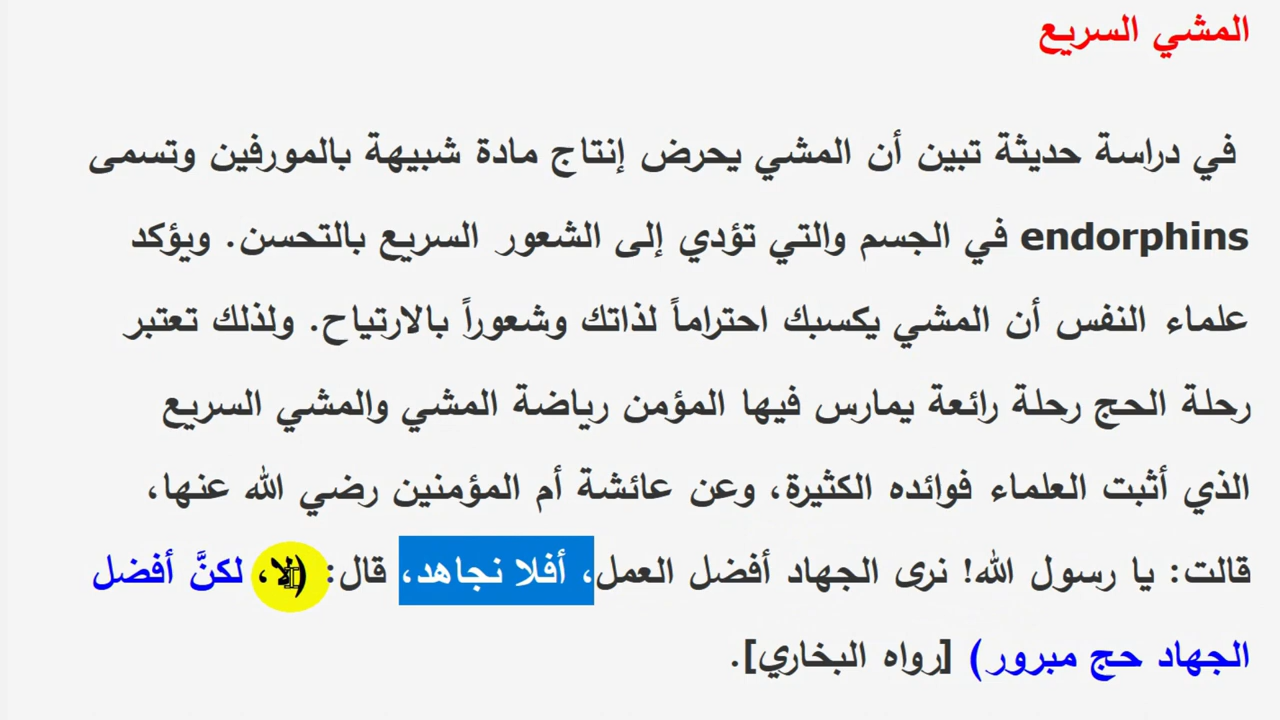 المشي السريع
في دراسة حديثة تبين أن المشي يحرض إنتاج مادة شبيهة بالمورفين وتسمى
endorphins في الجسم والتي تؤدي إلى الشعور السريع بالتحسن. ويؤكد
علماء النفس أن المشي يكسبك احتراماً لذاتك وشعوراً بالارتياح. ولذلك تعتبر
رحلة الحج رحلة رائعة يمارس فيها المؤمن رياضة المشي والمشي السريع
الذي أثبت العلماء فوائده الكثيرة، وعن عائشة أم المؤمنين رضي الله عنها،
قالت: يا رسول الله! نرى الجهاد أفضل العمل، أفلا نجاهد، قال: (لا، لكنَّ أفضل
الجهاد حج مبرور) [رواه البخاري].